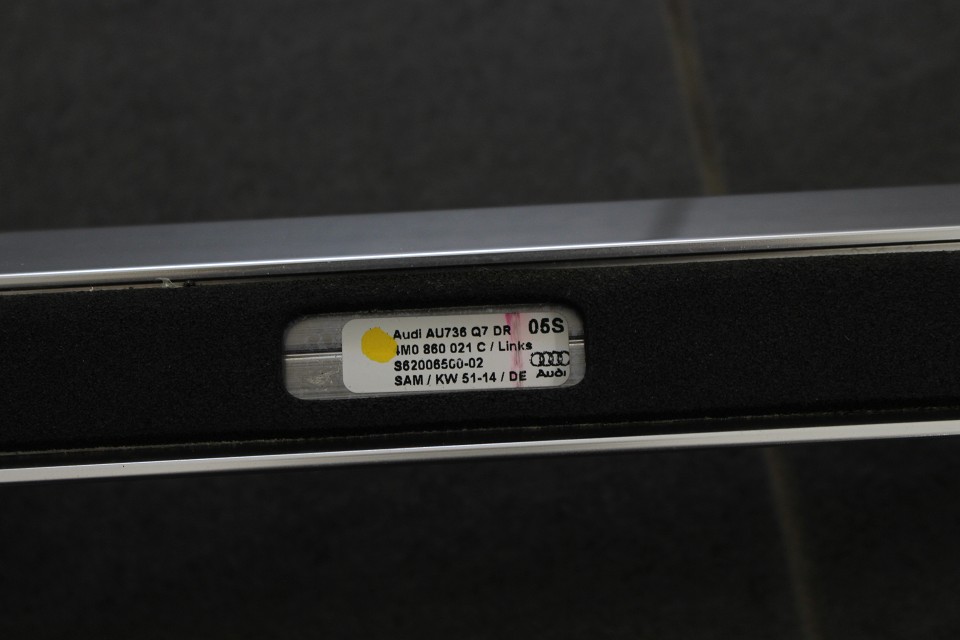 Audi AU736 Q7 DR 05S
4M0 860 021 C / Links
S62006500-02
SAM / KW 51-14 / DE
Audi